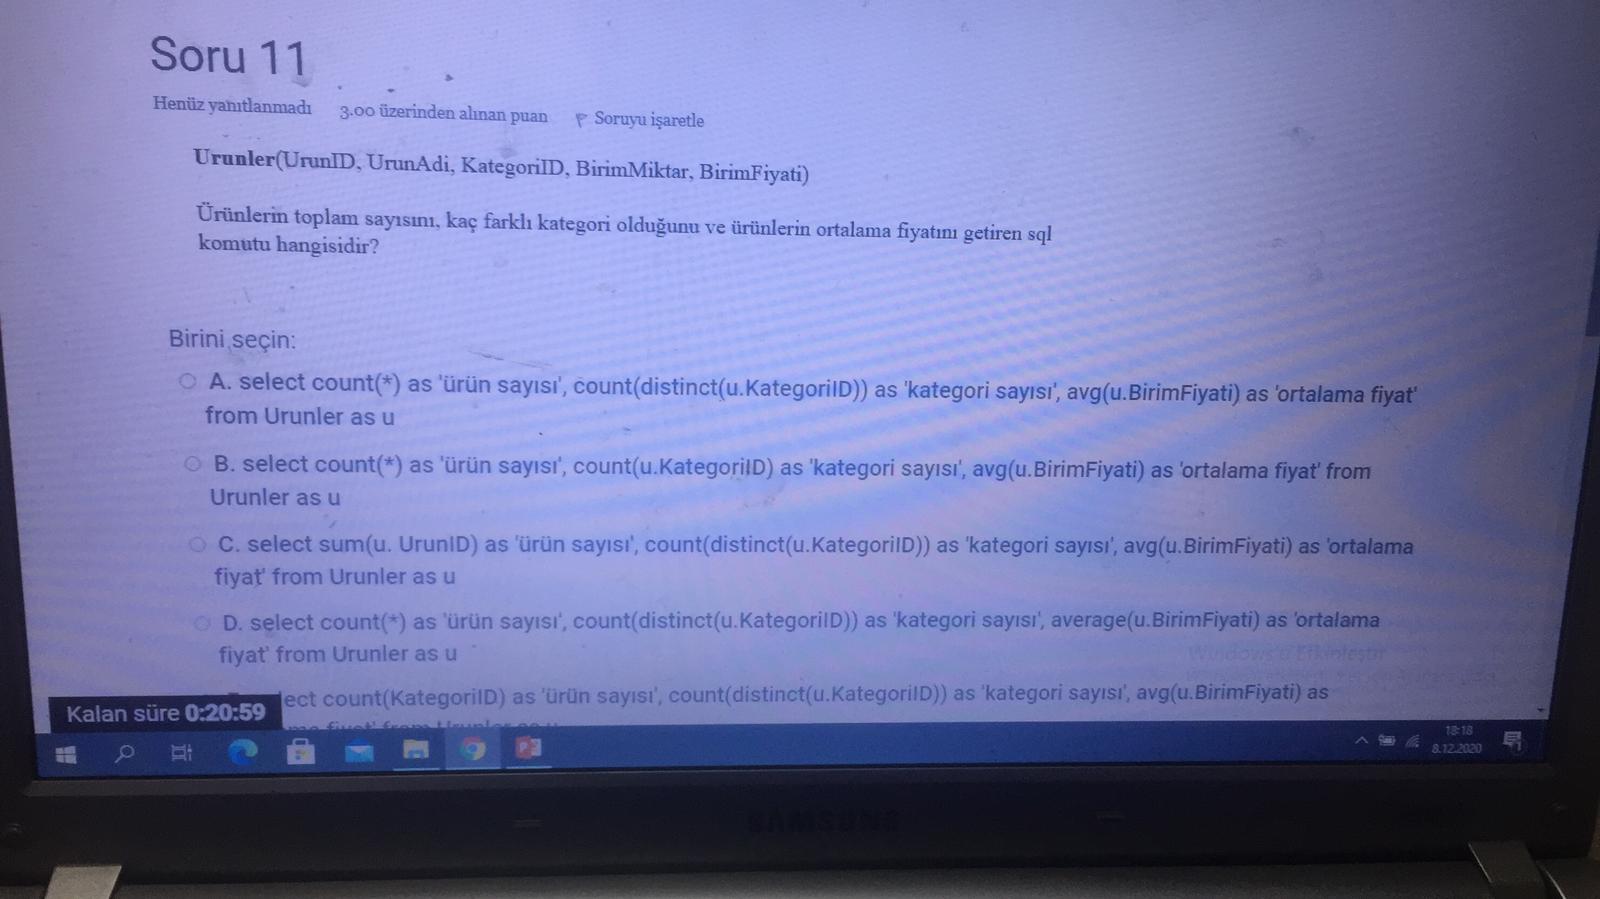 Soru 11
Henüz yanıtlanmadı 3.00 üzerinden alınan puan Soruyu işaretle
Urunler(UrunID, UrunAdi, KategoriID, BirimMiktar, BirimFiyati)
Ürünlerin toplam sayısını, kaç farklı kategori olduğunu ve ürünlerin ortalama fiyatını getiren sql
komutu hangisidir?
Birini seçin:
A. select count(*) as 'ürün sayısı', count(distinct(u.KategoriID)) as 'kategori sayısı', avg(u.BirimFiyati) as 'ortalama fiyat'
from Urunler as u
B. select count(*) as 'ürün sayısı', count(u.KategoriID) as 'kategori sayısı', avg(u.BirimFiyati) as 'ortalama fiyat' from
Urunler as u
C. select sum(u. UrunID) as 'ürün sayısı', count(distinct(u.KategoriID)) as 'kategori sayısı', avg(u.BirimFiyati) as 'ortalama
fiyat' from Urunler as u
D. select count(*) as 'ürün sayısı', count(distinct(u.KategoriID)) as 'kategori sayısı', average(u.BirimFiyati) as 'ortalama
fiyat' from Urunler as u
Windows'u Etkinleştir
ect count(KategoriID) as 'ürün sayısı', count(distinct(u.KategoriID)) as 'kategori sayısı', avg(u.BirimFiyati) as
Kalan süre 0:20:59
18:18
8.12.2020
SAMSUNG